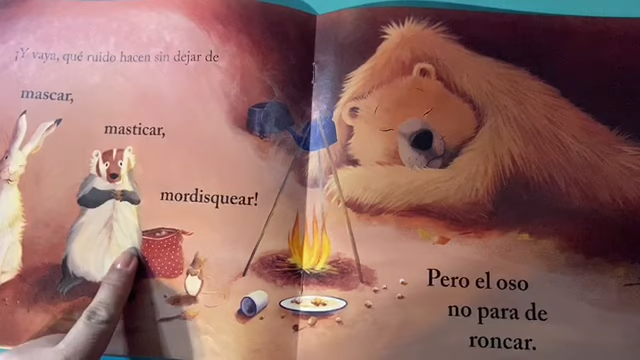 ¡Y vaya, qué ruido hacen sin dejar de
mascar,
masticar,
mordisquear!
Pero el oso
no para de
roncar.